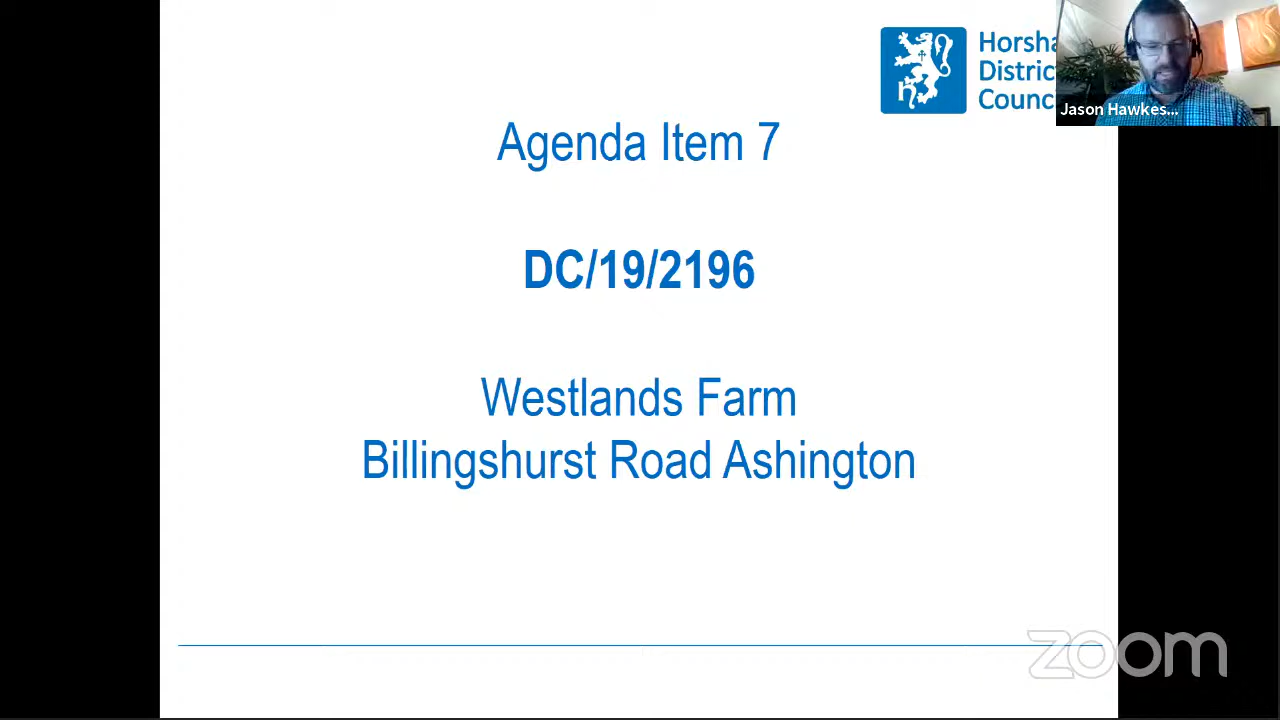 Horsha
Distric
Counc
Jason Hawkes...
Agenda Item 7
DC/19/2196
Westlands Farm
Billingshurst Road Ashington
zoom